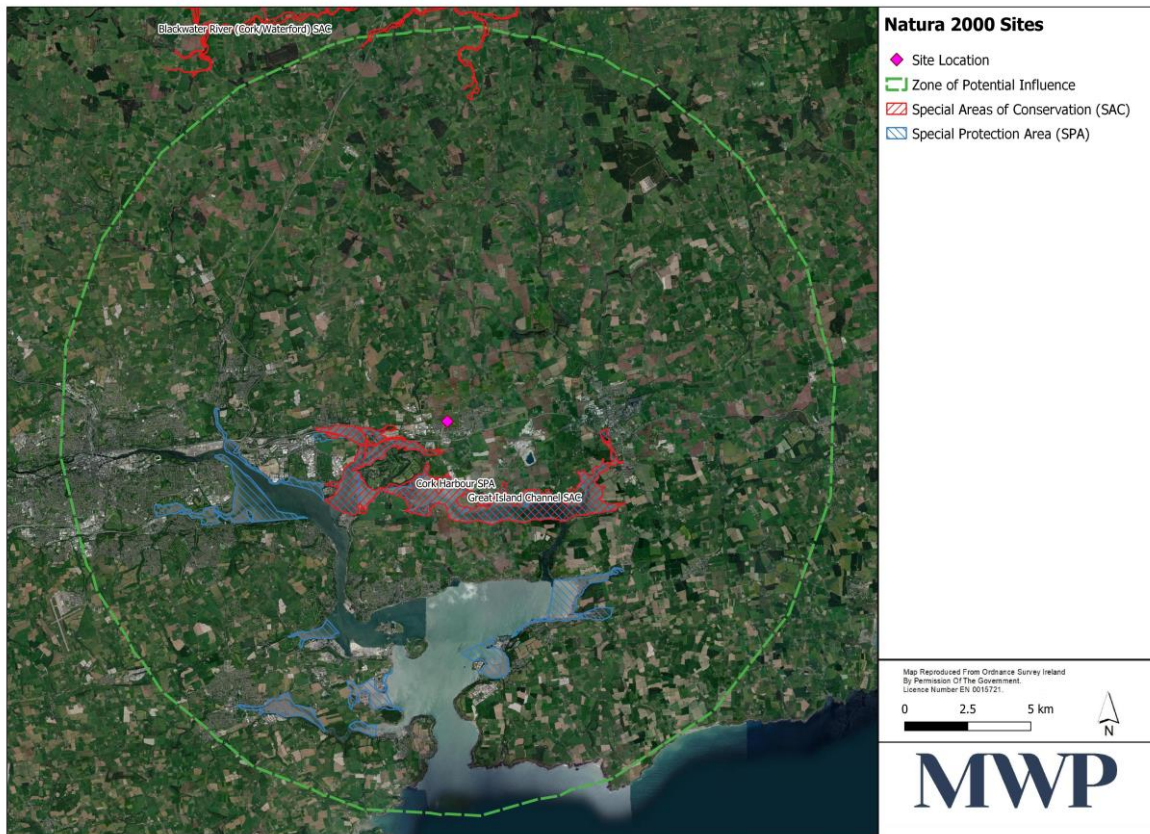 Blackwater River (Cork/Waterford) SAC
Cork Harbour SPA
Great Island Channel SAC
Natura 2000 Sites
Site Location
Zone of Potential Influence
Special Areas of Conservation (SAC)
Special Protection Area (SPA)
Map Reproduced From Ordnance Survey Ireland
By Permission Of The Government.
Licence Number EN 0015721.
0 2.5 5 km
N
MWP